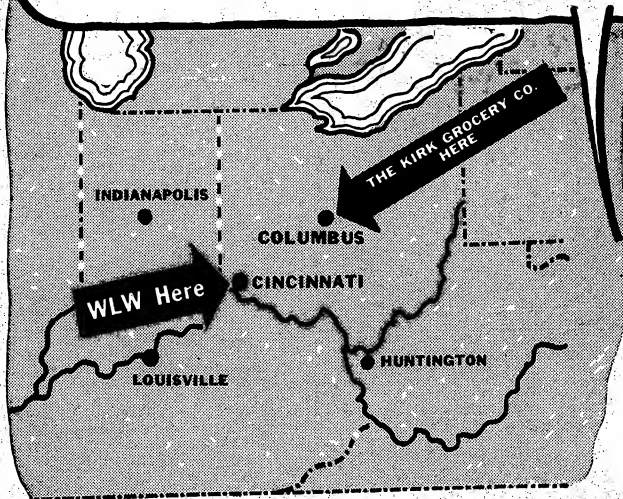 THE KIRK GROCERY CO.
HERE
INDIANAPOLIS
COLUMBUS
WLW Here
CINCINNATI
HUNTINGTON
LOUISVILLE